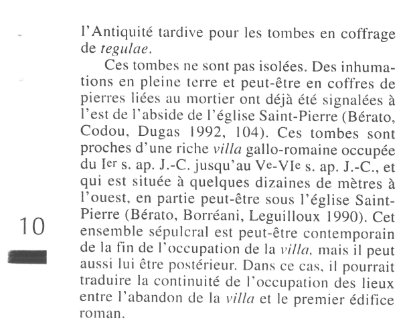 l'Antiquité tardive pour les tombes en coffrage
de tegulae.
Ces tombes ne sont pas isolées. Des inhuma-
tions en pleine terre et peut-être en coffres de
pierres liées au mortier ont déjà été signalées à
l'est de l'abside de l'église Saint-Pierre (Bérato,
Codou, Dugas 1992, 104). Ces tombes sont
proches d'une riche villa gallo-romaine occupée
du Ier s. ap. J.-C. jusqu'au Ve-VIe s. ap. J.-C., et
qui est située à quelques dizaines de mètres à
l'ouest, en partie peut-être sous l'église Saint-
Pierre (Bérato, Borréani, Leguilloux 1990). Cet
ensemble sépulcral est peut-être contemporain
de la fin de l'occupation de la villa, mais il peut
aussi lui être postérieur. Dans ce cas, il pourrait
traduire la continuité de l'occupation des lieux
entre l'abandon de la villa et le premier édifice
roman.
10